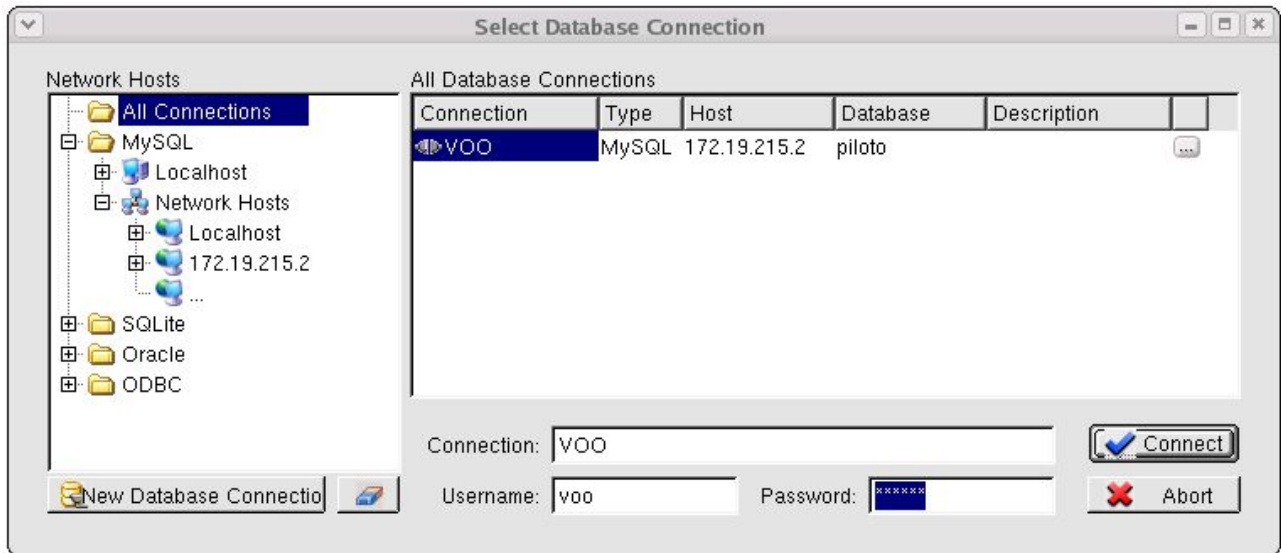 Select Database Connection
Network Hosts
All Connections
MySQL
Localhost
Network Hosts
Localhost
172.19.215.2
...
SQLite
Oracle
ODBC
New Database Connectio
All Database Connections
Connection Type Host Database Description
VOO MySQL 172.19.215.2 piloto ...
Connection: VOO
Connect
Username: voo Password: ******
Abort